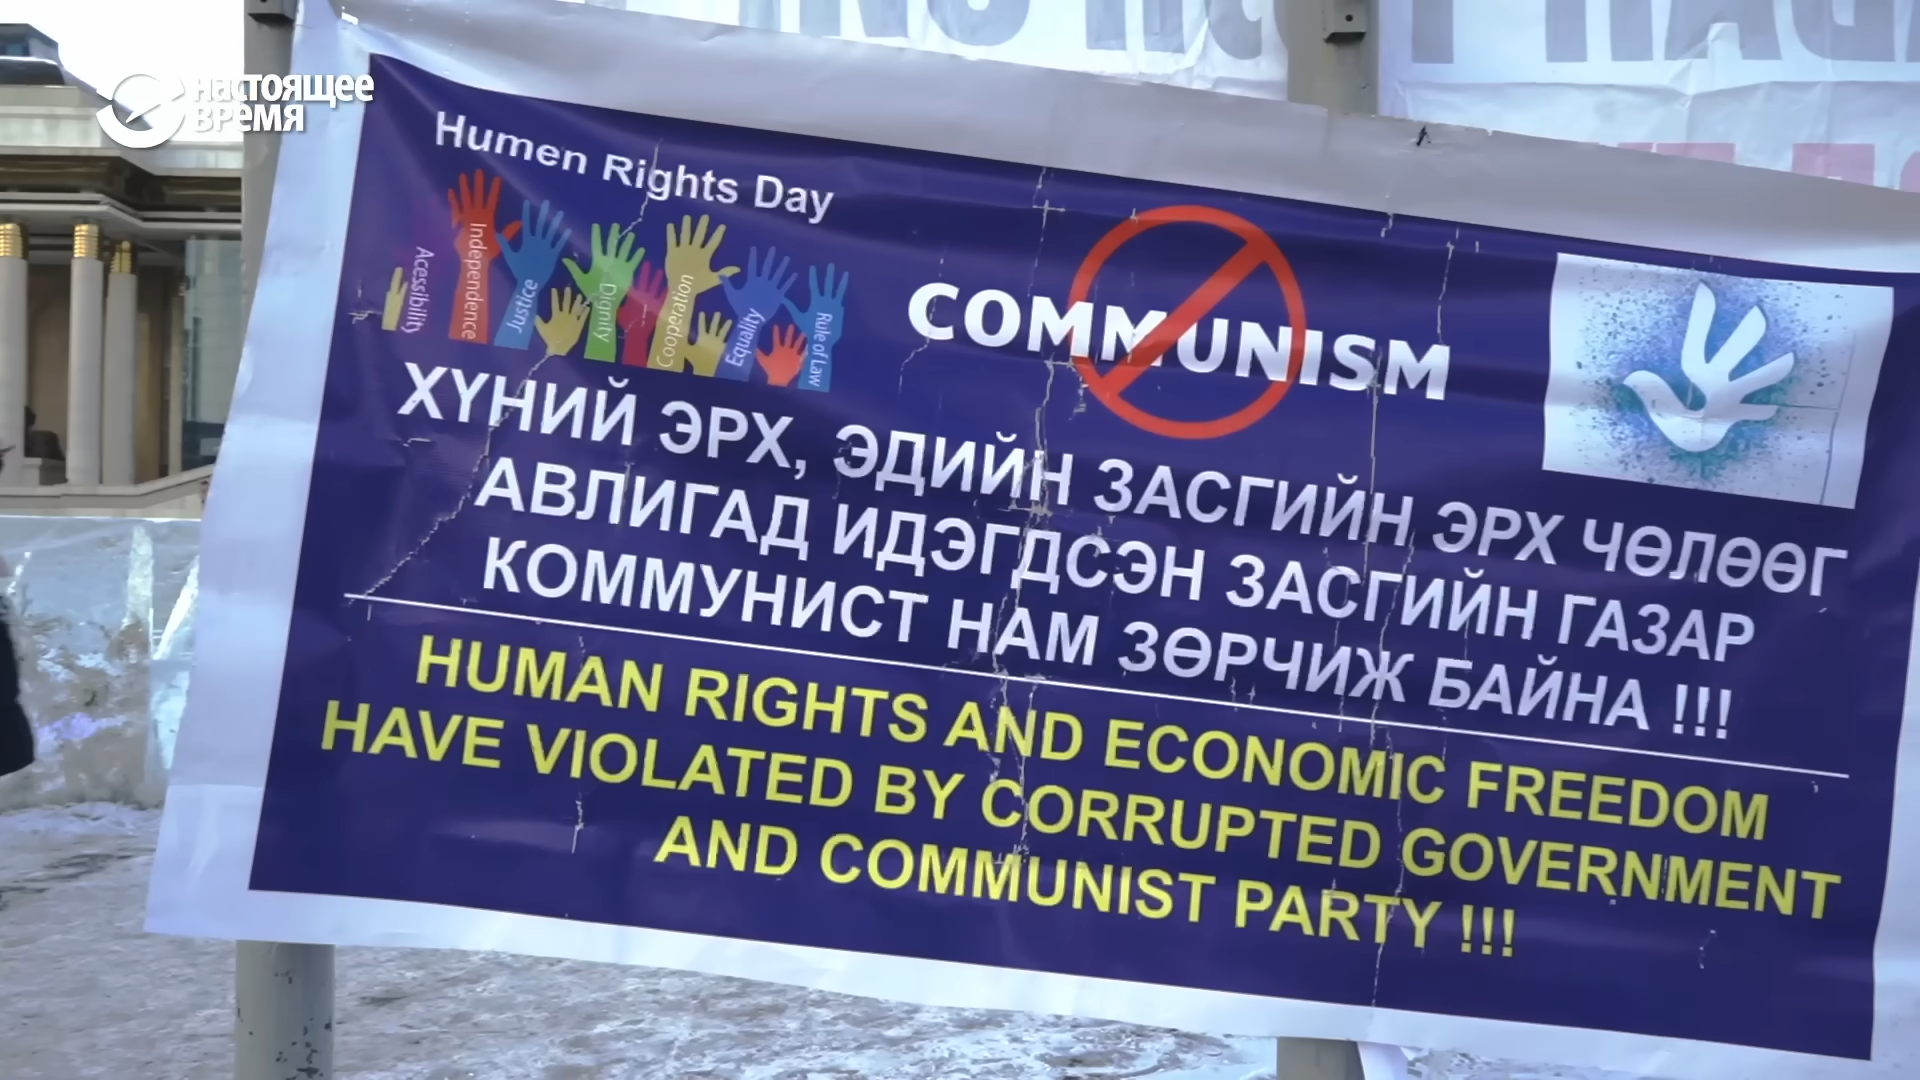 настоящее
время
Humen Rights Day
Acessibility
Independence
Justice
Dignity
Cooperation
Equality
Rule of Law
COMMUNISM
ХҮНИЙ ЭРХ, ЭДИЙН ЗАСГИЙН ЭРХ ЧӨЛӨӨГ
АВЛИГАД ИДЭГДСЭН ЗАСГИЙН ГАЗАР
КОММУНИСТ НАМ ЗӨРЧИЖ БАЙНА !!!
HUMAN RIGHTS AND ECONOMIC FREEDOM
HAVE VIOLATED BY CORRUPTED GOVERNMENT
AND COMMUNIST PARTY !!!